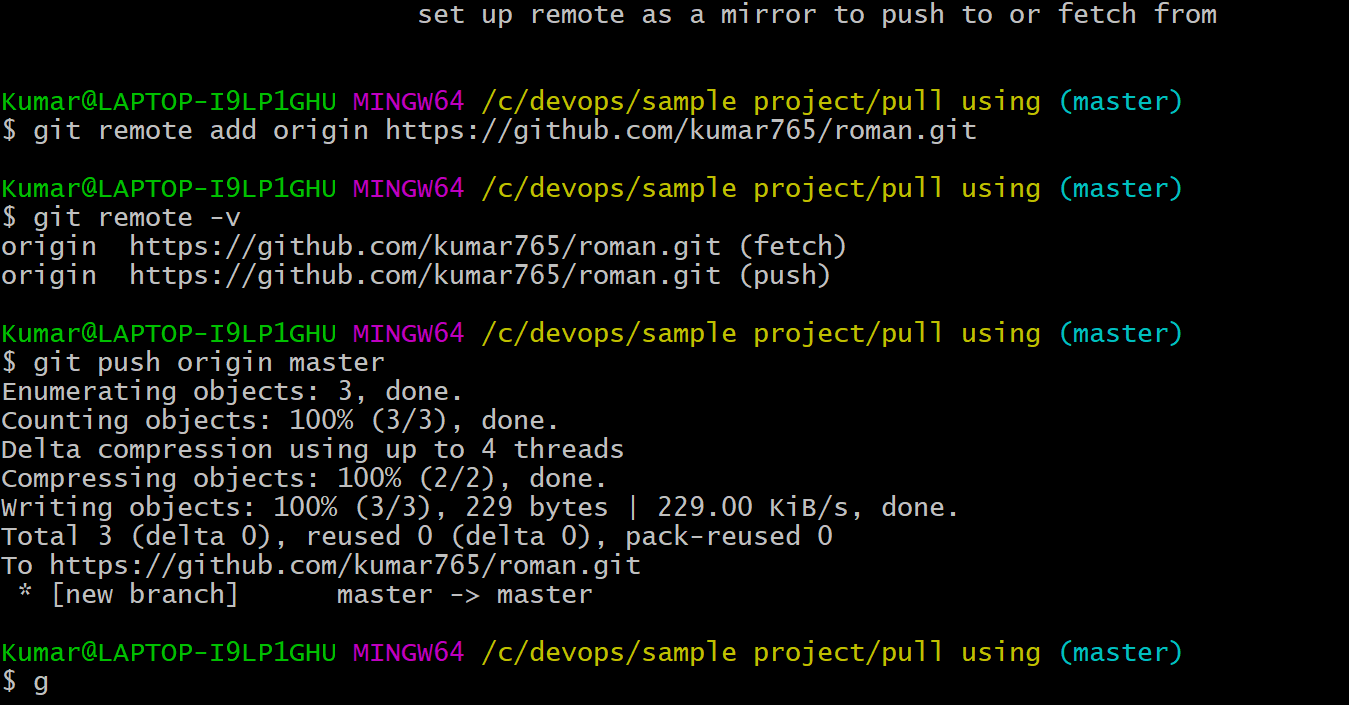 set up remote as a mirror to push to or fetch from
Kumar@LAPTOP-I9LP1GHU MINGW64 /c/devops/sample project/pull using (master)
$ git remote add origin https://github.com/kumar765/roman.git
Kumar@LAPTOP-I9LP1GHU MINGW64 /c/devops/sample project/pull using (master)
$ git remote -v
origin  https://github.com/kumar765/roman.git (fetch)
origin  https://github.com/kumar765/roman.git (push)
Kumar@LAPTOP-I9LP1GHU MINGW64 /c/devops/sample project/pull using (master)
$ git push origin master
Enumerating objects: 3, done.
Counting objects: 100% (3/3), done.
Delta compression using up to 4 threads
Compressing objects: 100% (2/2), done.
Writing objects: 100% (3/3), 229 bytes | 229.00 KiB/s, done.
Total 3 (delta 0), reused 0 (delta 0), pack-reused 0
To https://github.com/kumar765/roman.git
 * [new branch]      master -> master
Kumar@LAPTOP-I9LP1GHU MINGW64 /c/devops/sample project/pull using (master)
$ g